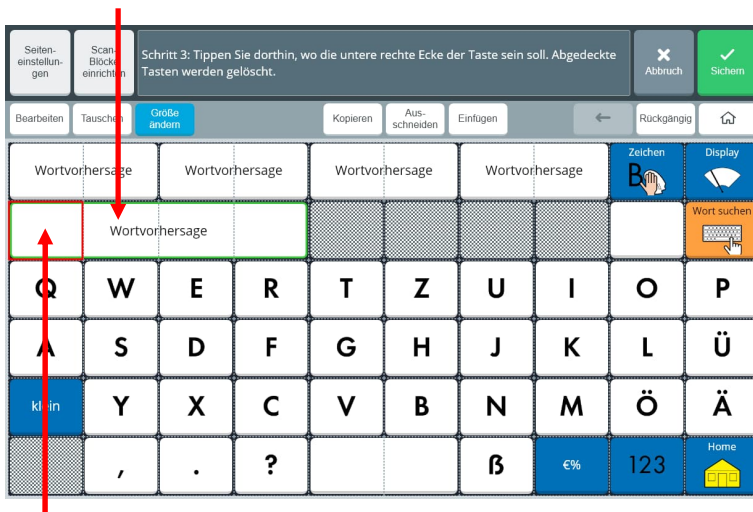 Seiten-
einstellun-
gen
Scan-
Blöcke
einrichten
Schritt 3: Tippen Sie dorthin, wo die untere rechte Ecke der Taste sein soll. Abgedeckte
Tasten werden gelöscht.
Abbruch
Sichern
Bearbeiten
Tauschen
Größe
ändern
Kopieren
Aus-
schneiden
Einfügen
Rückgängig
Wortvorhersage
Wortvorhersage
Wortvorhersage
Wortvorhersage
Zeichen
B
Display
Wortvorhersage
Wort suchen
Q W E R T Z U I O P
A S D F G H J K L Ü
klein Y X C V B N M Ö Ä
, . ? ß €% 123 Home